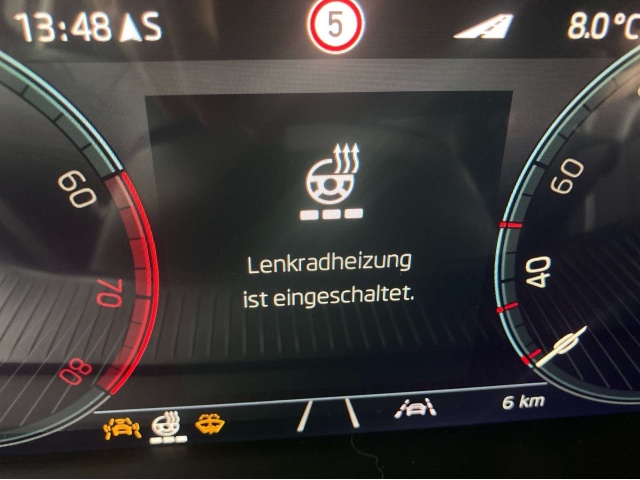 13:48 S
5
8.0°C
60
70
80
Lenkradheizung
ist eingeschaltet.
60
40
6 km